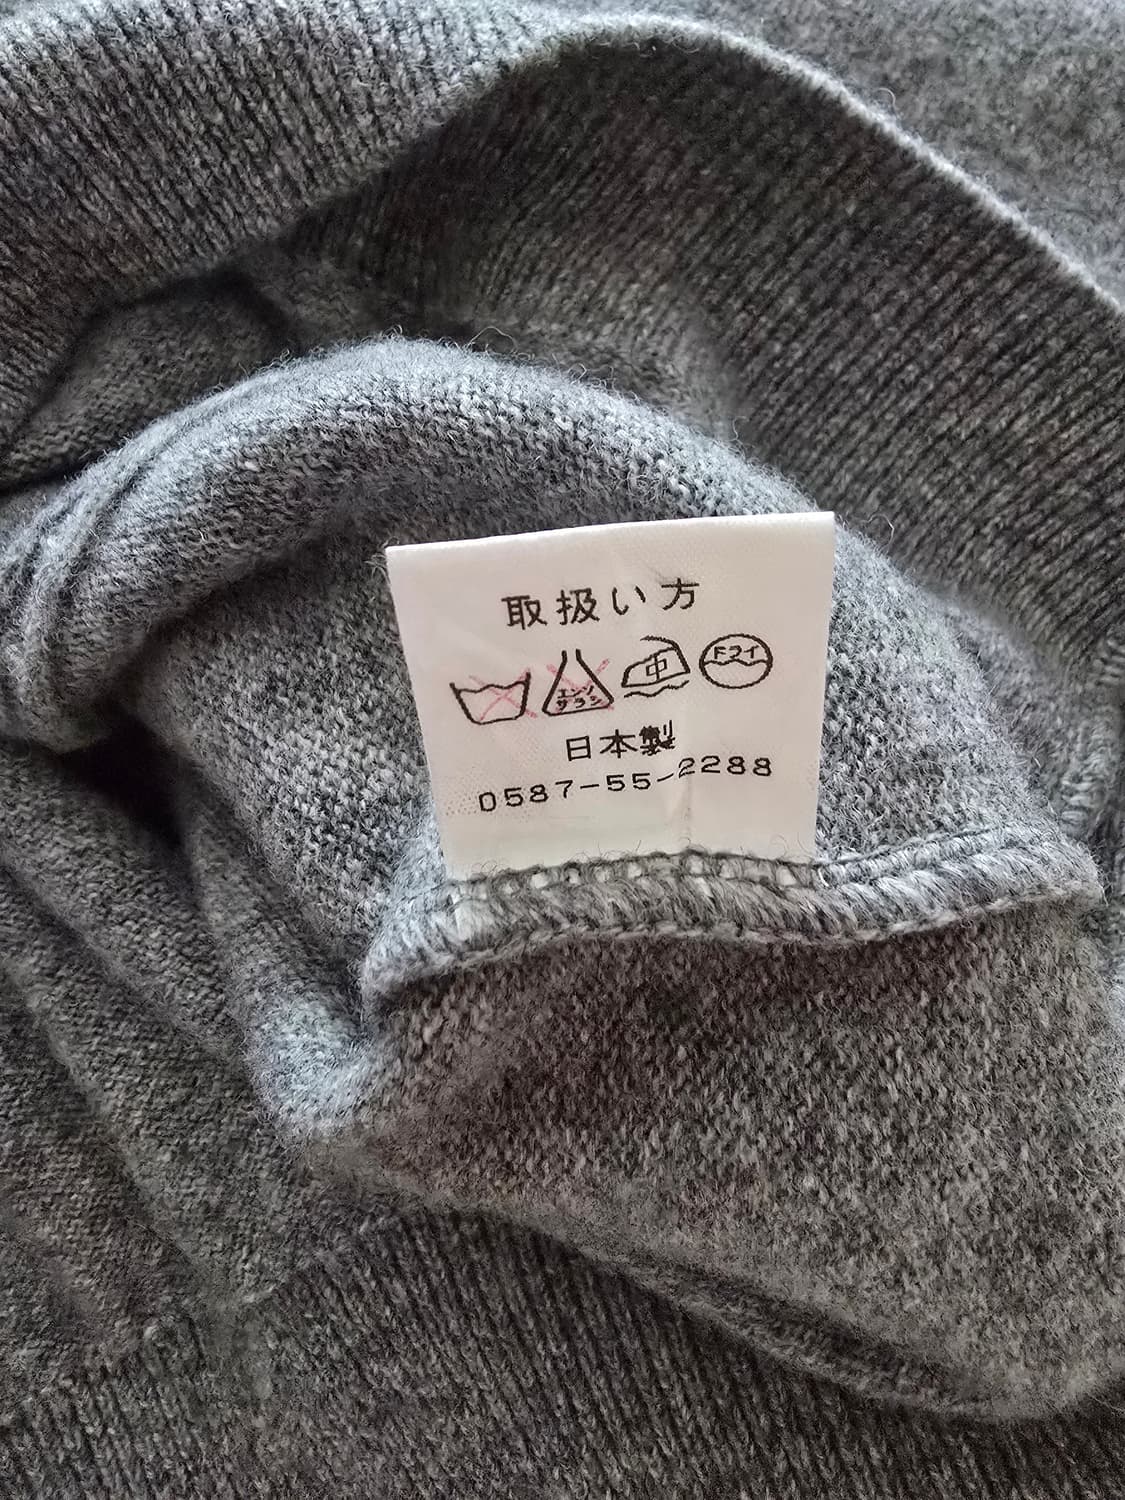 取扱い方
エンソサラシ 中 ドライ
日本製
0587-55-2288